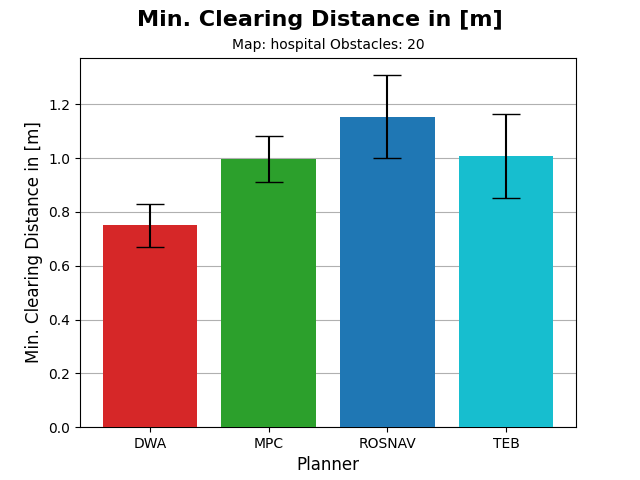 Min. Clearing Distance in [m]
Map: hospital Obstacles: 20
Min. Clearing Distance in [m]
1.2
1.0
0.8
0.6
0.4
0.2
0.0
DWA MPC ROSNAV TEB
Planner